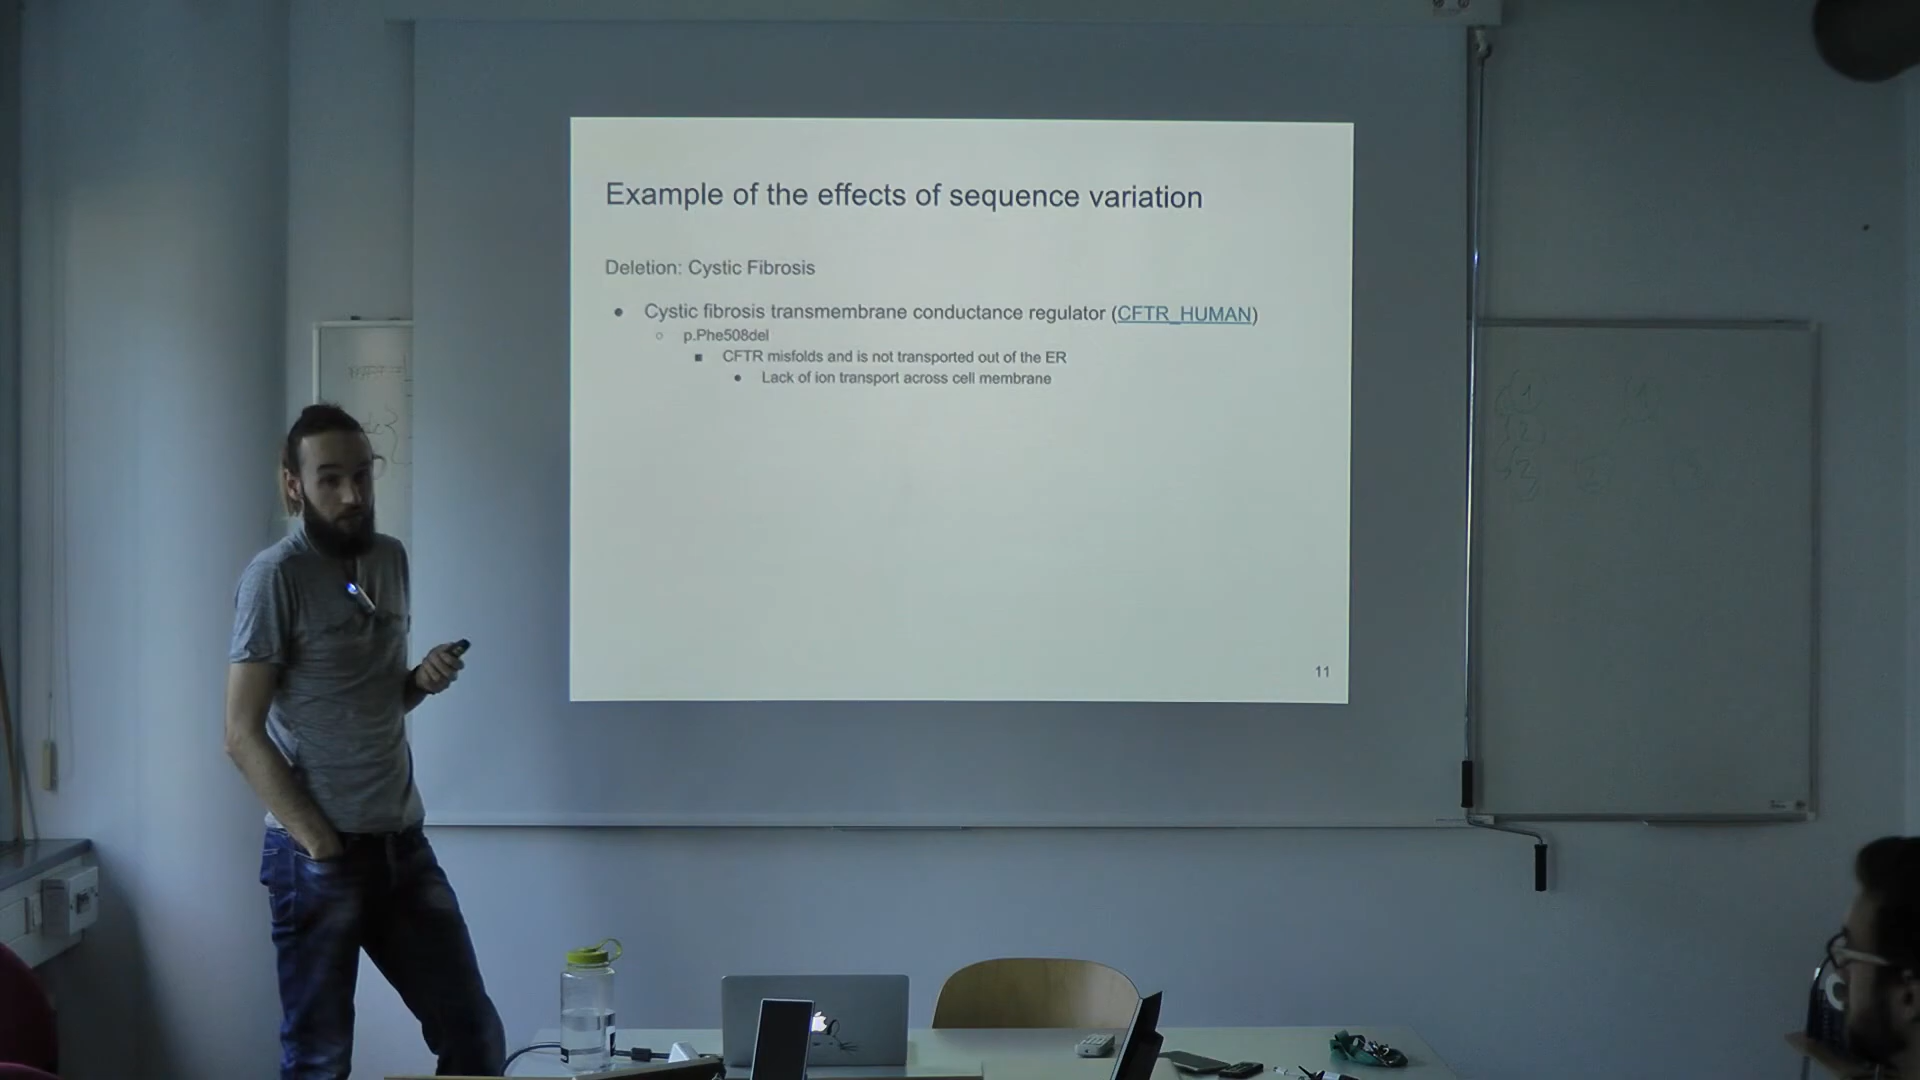 Example of the effects of sequence variation
Deletion: Cystic Fibrosis
Cystic fibrosis transmembrane conductance regulator (CFTR_HUMAN)
p.Phe508del
CFTR misfolds and is not transported out of the ER
Lack of ion transport across cell membrane
11